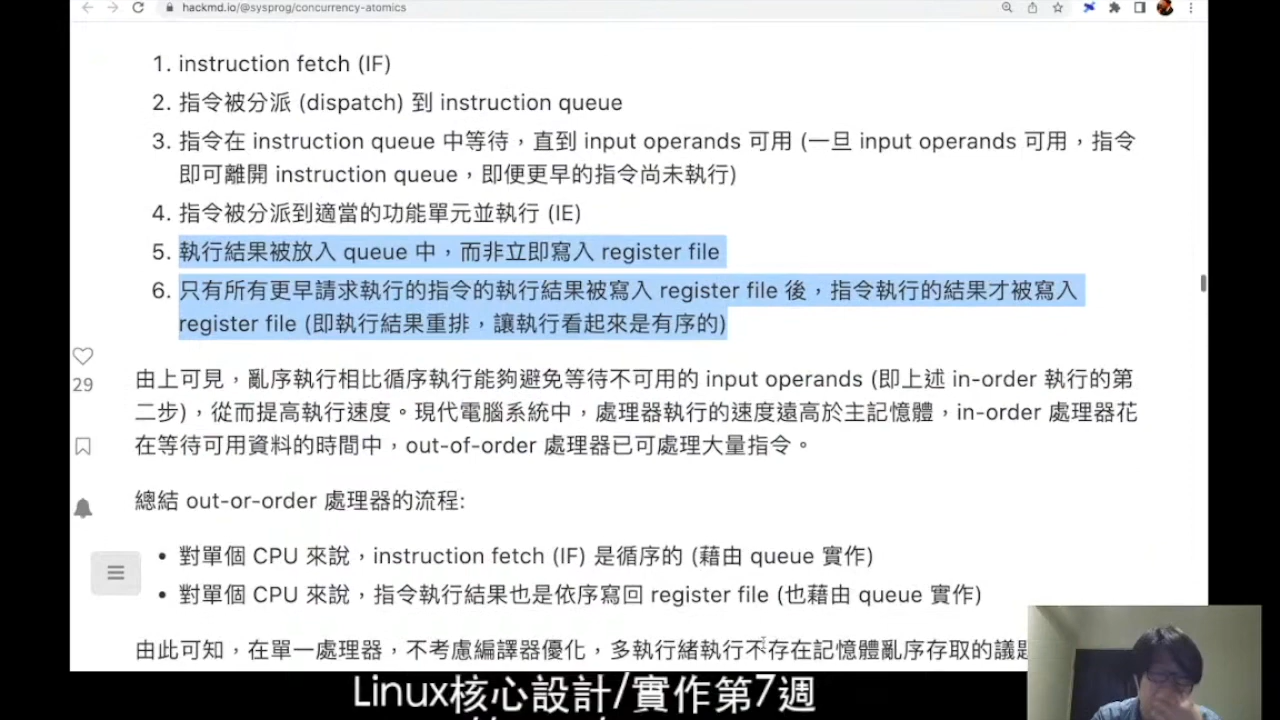 hackmd.io/@sysprog/concurrency-atomics
1. instruction fetch (IF)
2. 指令被分派 (dispatch) 到 instruction queue
3. 指令在 instruction queue 中等待，直到 input operands 可用 (一旦 input operands 可用，指令
即可離開 instruction queue，即便更早的指令尚未執行)
4. 指令被分派到適當的功能單元並執行 (IE)
5. 執行結果被放入 queue 中，而非立即寫入 register file
6. 只有所有更早請求執行的指令的執行結果被寫入 register file 後，指令執行的結果才被寫入
register file (即執行結果重排，讓執行看起來是有序的)
29
由上可見，亂序執行相比循序執行能夠避免等待不可用的 input operands (即上述 in-order 執行的第
二步)，從而提高執行速度。現代電腦系統中，處理器執行的速度遠高於主記憶體，in-order 處理器花
在等待可用資料的時間中，out-of-order 處理器已可處理大量指令。
總結 out-or-order 處理器的流程:
• 對單個 CPU 來說，instruction fetch (IF) 是循序的 (藉由 queue 實作)
• 對單個 CPU 來說，指令執行結果也是依序寫回 register file (也藉由 queue 實作)
由此可知，在單一處理器，不考慮編譯器優化，多執行緒執行不存在記憶體亂序存取的議題
Linux核心設計/實作第7週